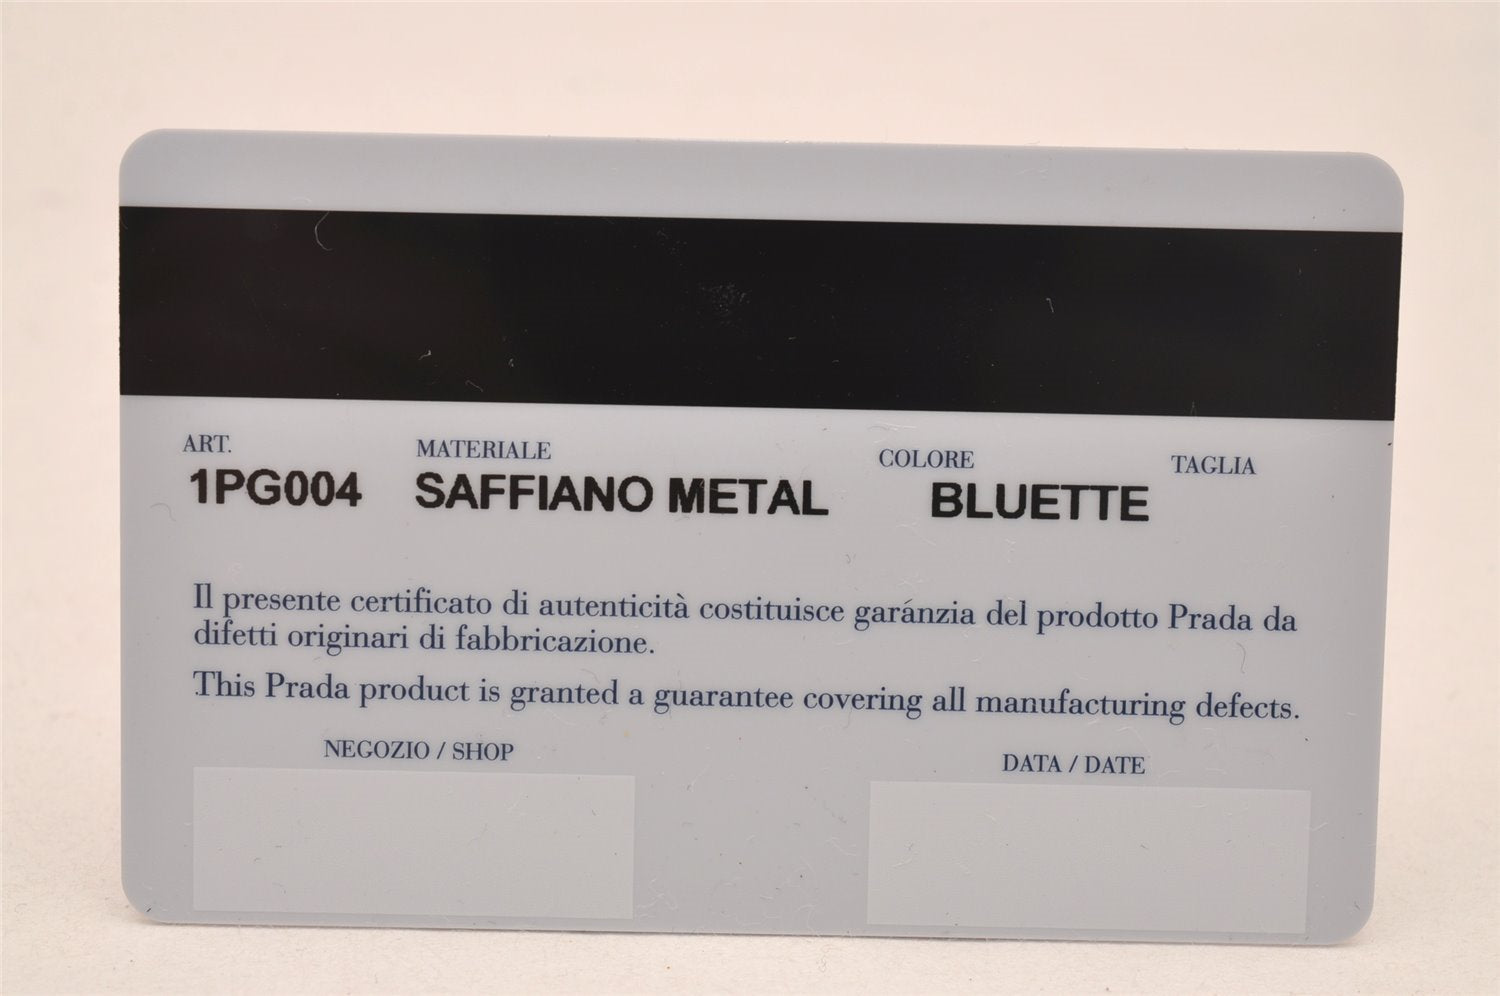 ART. MATERIALE COLORE TAGLIA
1PG004 SAFFIANO METAL BLUETTE
Il presente certificato di autenticità costituisce garánzia del prodotto Prada da
difetti originari di fabbricazione.
This Prada product is granted a guarantee covering all manufacturing defects.
NEGOZIO / SHOP DATA / DATE